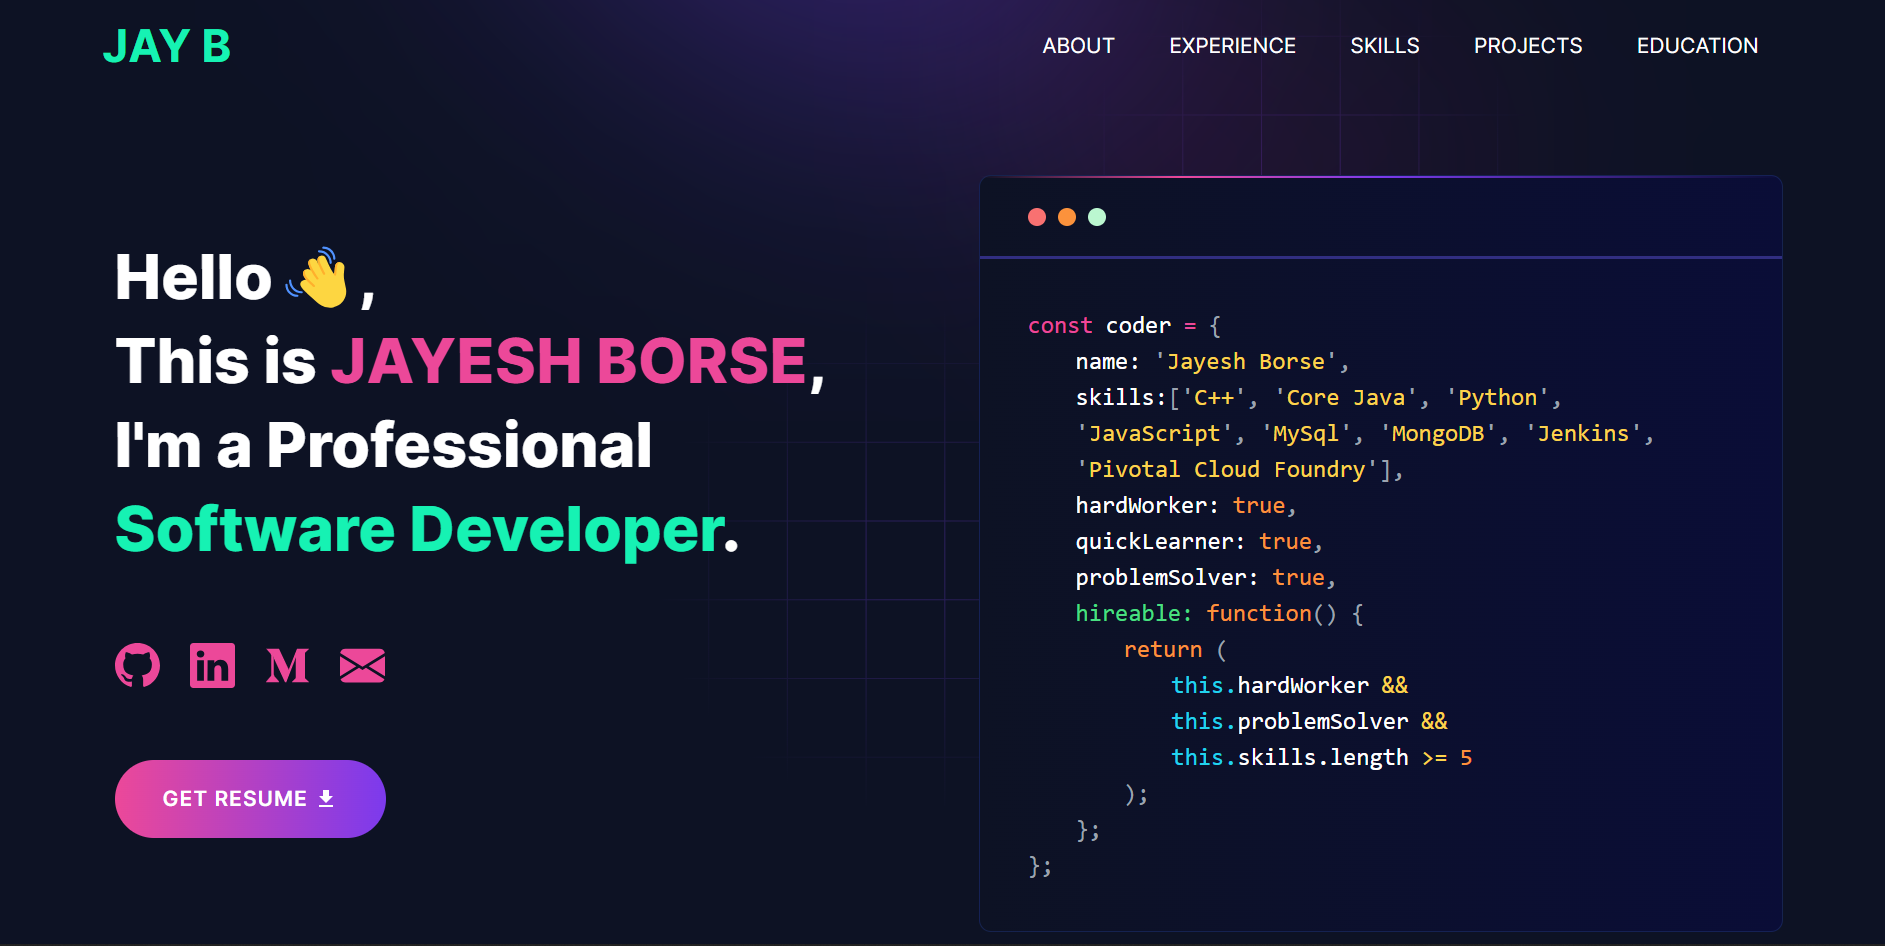 JAY B
ABOUT EXPERIENCE SKILLS PROJECTS EDUCATION
Hello 👋,
This is JAYESH BORSE,
I'm a Professional
Software Developer.
GET RESUME
const coder = {
name: 'Jayesh Borse',
skills:['C++', 'Core Java', 'Python',
'JavaScript', 'MySql', 'MongoDB', 'Jenkins',
'Pivotal Cloud Foundry'],
hardWorker: true,
quickLearner: true,
problemSolver: true,
hireable: function() {
return (
this.hardWorker &&
this.problemSolver &&
this.skills.length >= 5
);
};
};